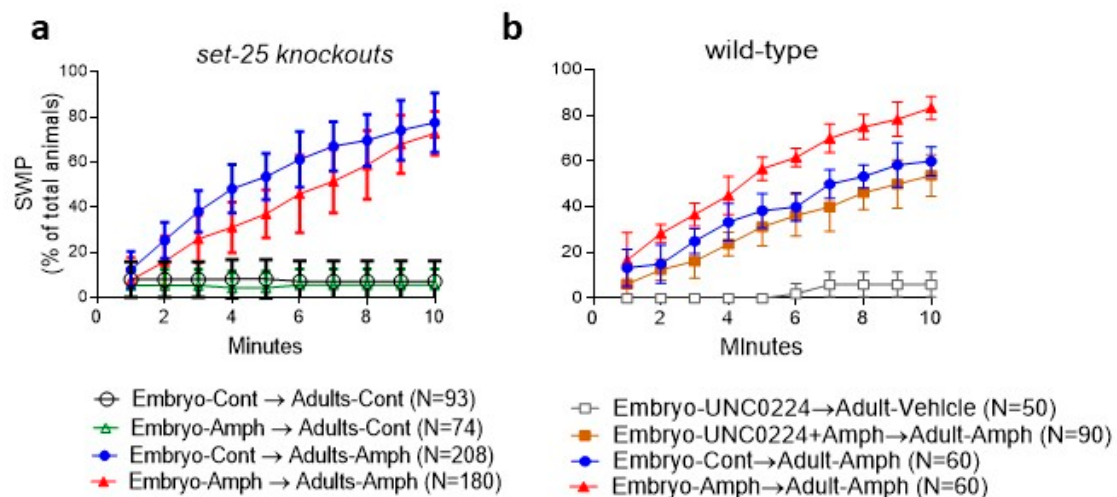 a
set-25 knockouts
SWIP
(% of total animals)
100
80
60
40
20
0
0 2 4 6 8 10
Minutes
Embryo-Cont → Adults-Cont (N=93)
Embryo-Amph → Adults-Cont (N=74)
Embryo-Cont → Adults-Amph (N=208)
Embryo-Amph → Adults-Amph (N=180)
b
wild-type
100
80
60
40
20
0
0 2 4 6 8 10
MInutes
Embryo-UNC0224→Adult-Vehicle (N=50)
Embryo-UNC0224+Amph→Adult-Amph (N=90)
Embryo-Cont→Adult-Amph (N=60)
Embryo-Amph→Adult-Amph (N=60)